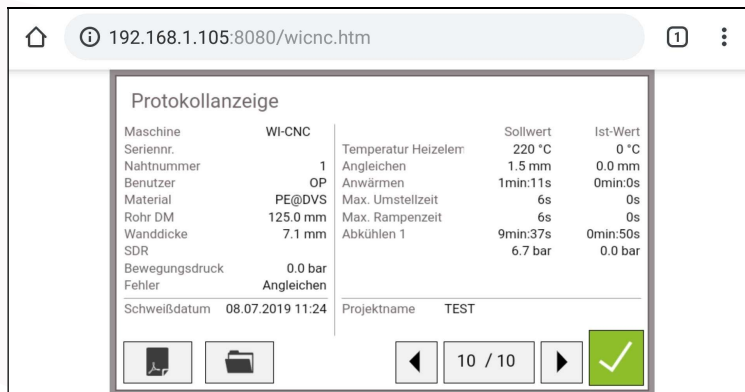 192.168.1.105:8080/wicnc.htm
1
Protokollanzeige
Maschine WI-CNC
Seriennr.
Nahtnummer 1
Benutzer OP
Material PE@DVS
Rohr DM 125.0 mm
Wanddicke 7.1 mm
SDR
Bewegungsdruck 0.0 bar
Fehler Angleichen
Schweißdatum 08.07.2019 11:24
Sollwert Ist-Wert
Temperatur Heizelem 220 °C 0 °C
Angleichen 1.5 mm 0.0 mm
Anwärmen 1min:11s 0min:0s
Max. Umstellzeit 6s 0s
Max. Rampenzeit 6s 0s
Abkühlen 1 9min:37s 0min:50s
6.7 bar 0.0 bar
Projektname TEST
10 / 10